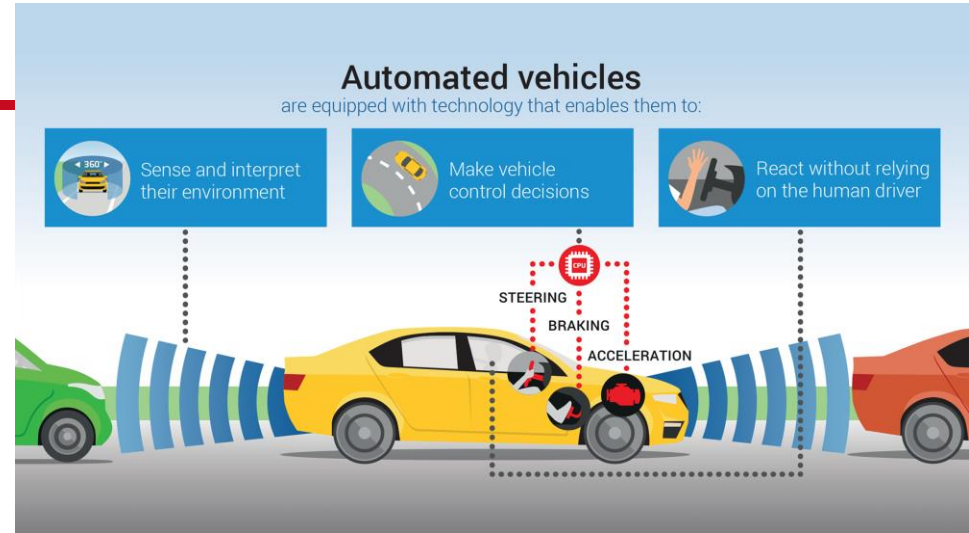 Automated vehicles
are equipped with technology that enables them to:
360°
Sense and interpret
their environment
Make vehicle
control decisions
React without relying
on the human driver
CPU
STEERING
BRAKING
ACCELERATION